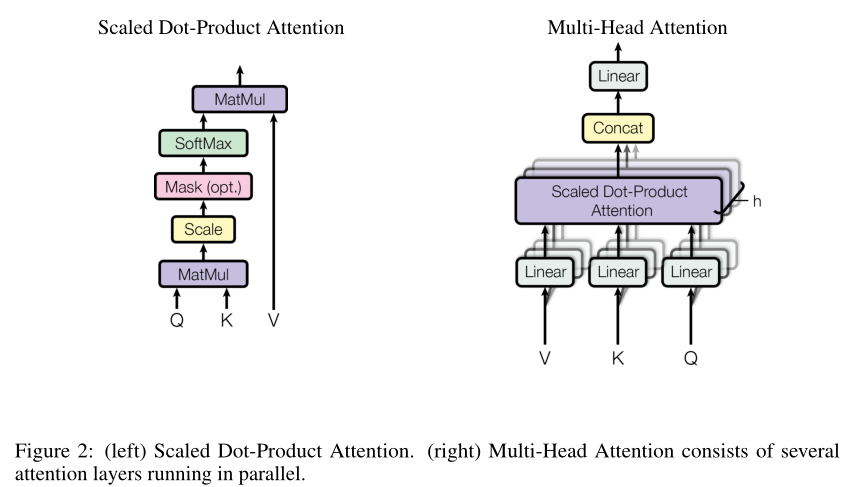 Scaled Dot-Product Attention
MatMul
SoftMax
Mask (opt.)
Scale
MatMul
Q K V
Multi-Head Attention
Linear
Concat
Scaled Dot-Product
Attention
h
Linear Linear Linear
V K Q
Figure 2: (left) Scaled Dot-Product Attention. (right) Multi-Head Attention consists of several
attention layers running in parallel.